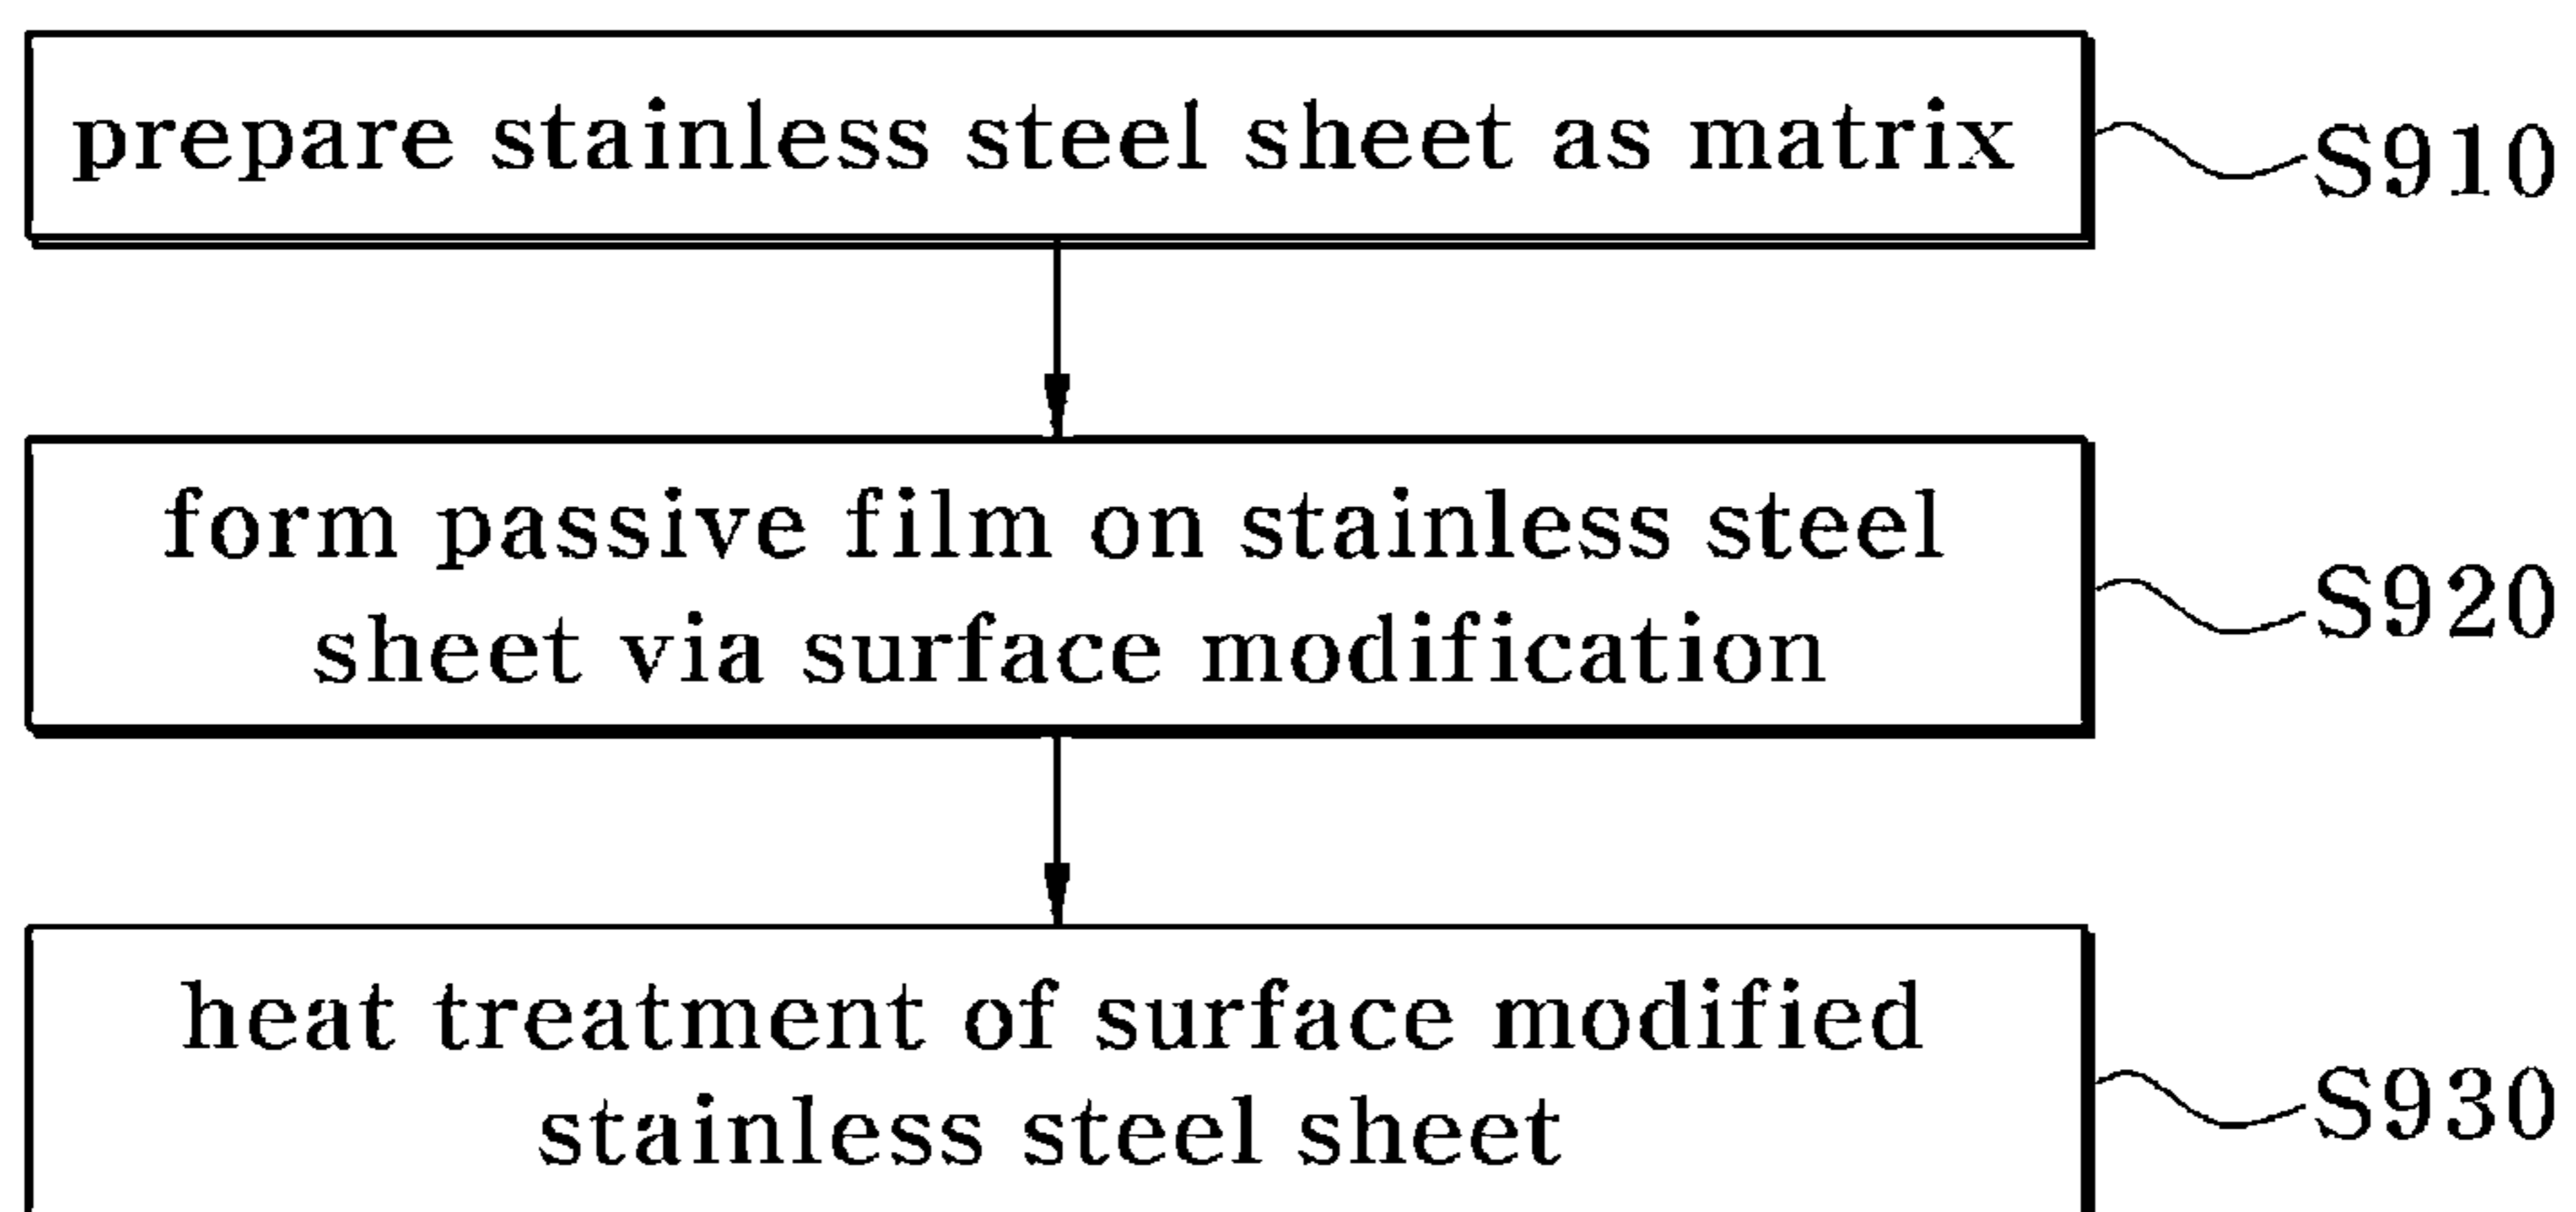 prepare stainless steel sheet as matrix
S910
form passive film on stainless steel
sheet via surface modification
S920
heat treatment of surface modified
stainless steel sheet
S930